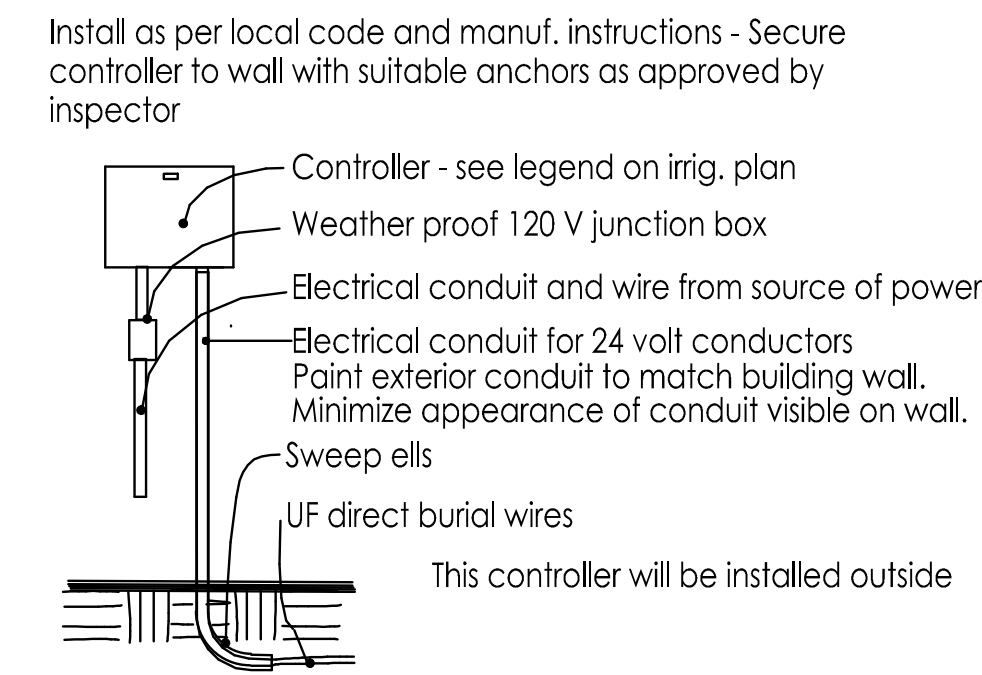 Install as per local code and manuf. instructions - Secure
controller to wall with suitable anchors as approved by
inspector
Controller - see legend on irrig. plan
Weather proof 120 V junction box
Electrical conduit and wire from source of power
Electrical conduit for 24 volt conductors
Paint exterior conduit to match building wall.
Minimize appearance of conduit visible on wall.
Sweep ells
UF direct burial wires
This controller will be installed outside